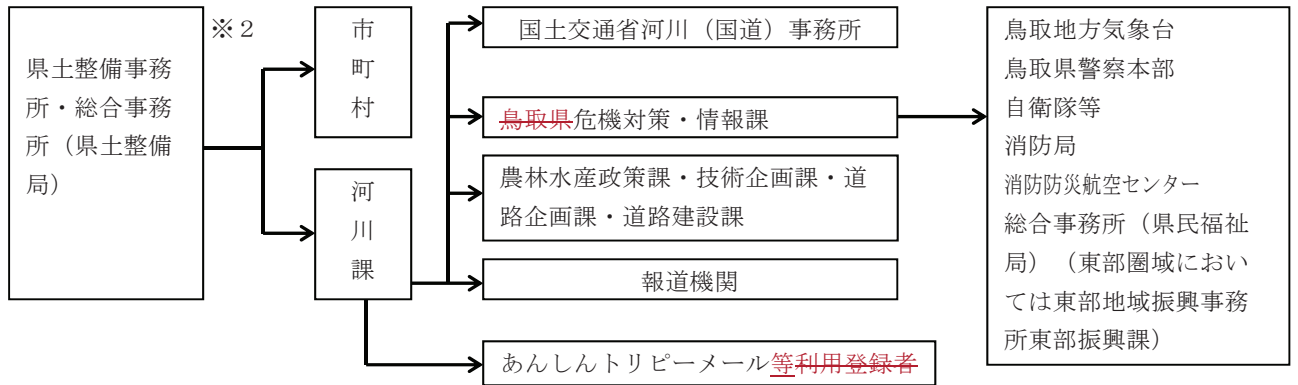 県土整備事務
所・総合事務
所（県土整備
局）
※２
市
町
村
河
川
課
国土交通省河川（国道）事務所
鳥取県危機対策・情報課
農林水産政策課・技術企画課・道
路企画課・道路建設課
報道機関
あんしんトリピーメール等利用登録者
鳥取地方気象台
鳥取県警察本部
自衛隊等
消防局
消防防災航空センター
総合事務所（県民福祉
局）（東部圏域におい
ては東部地域振興事務
所東部振興課）